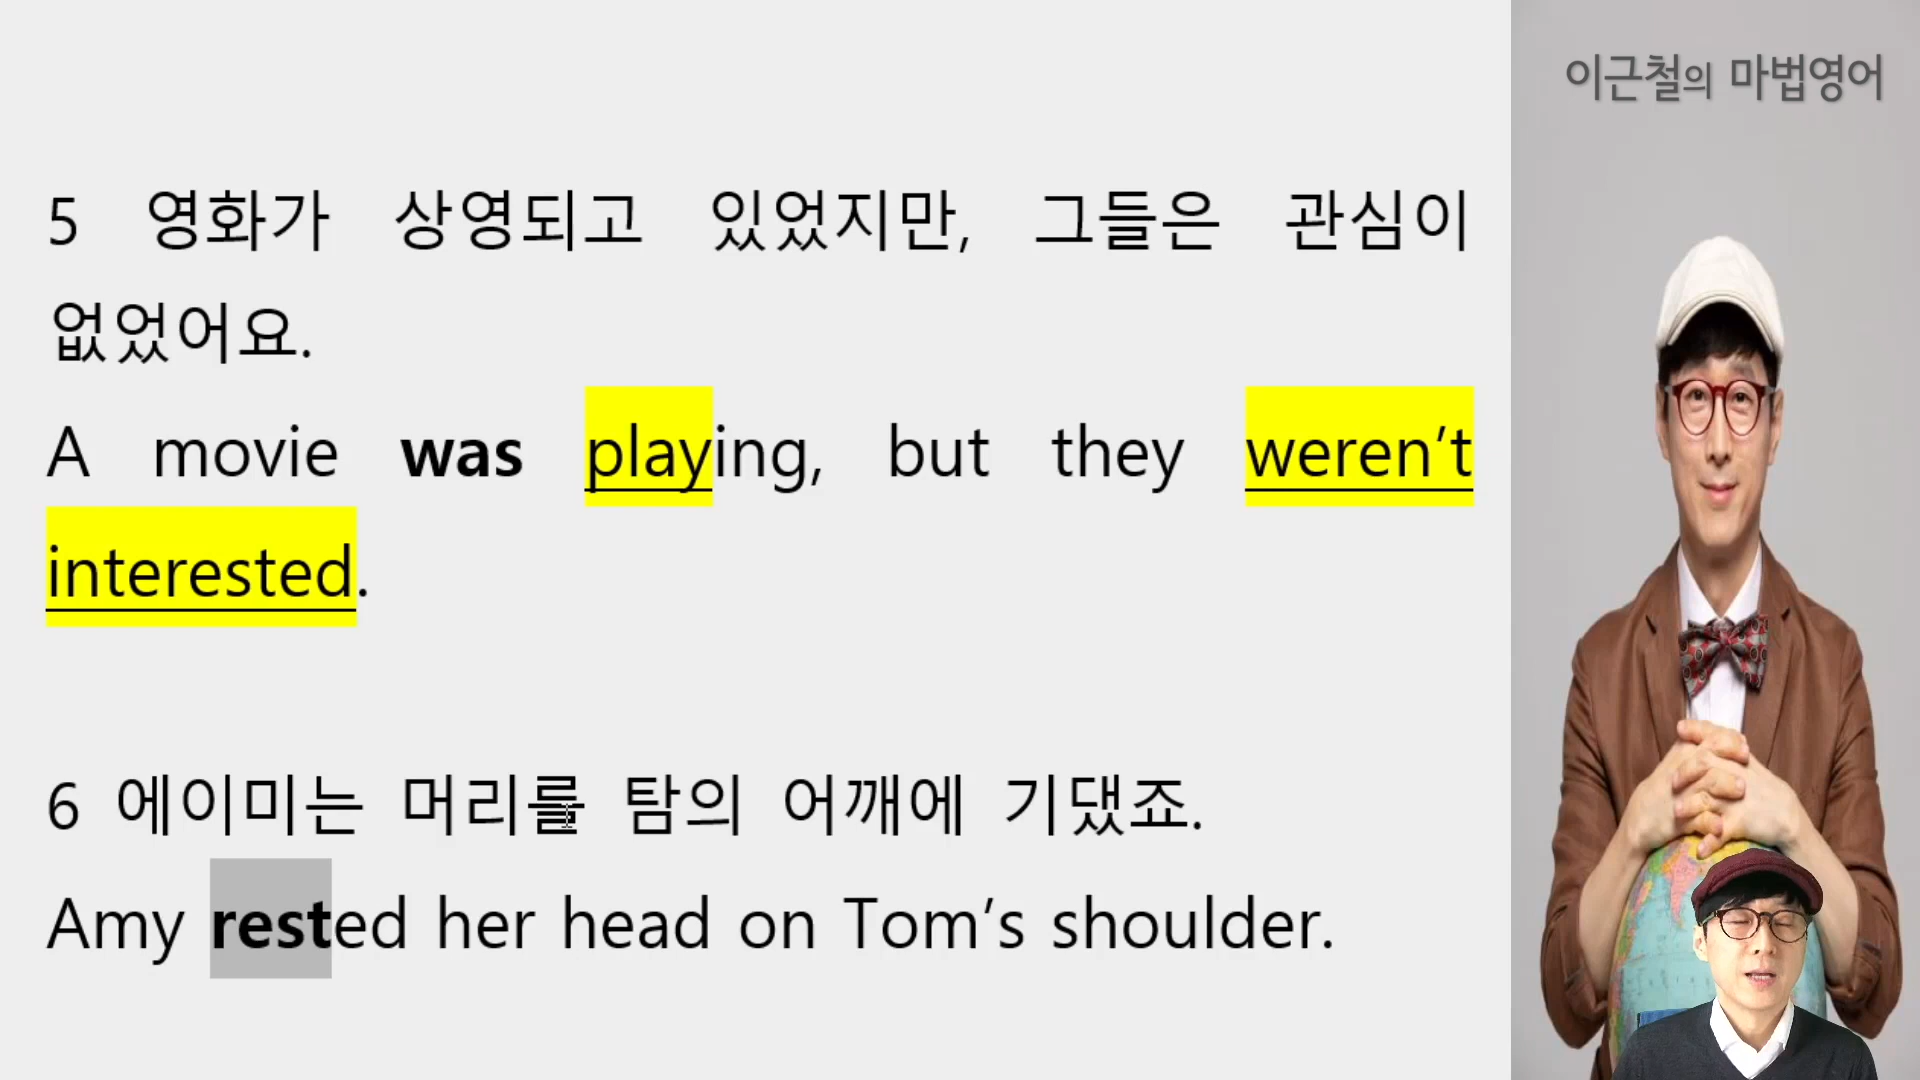 이근철의 마법영어
5 영화가 상영되고 있었지만, 그들은 관심이
없었어요.
A movie was playing, but they weren’t
interested.
6 에이미는 머리를 탐의 어깨에 기댔죠.
Amy rested her head on Tom’s shoulder.